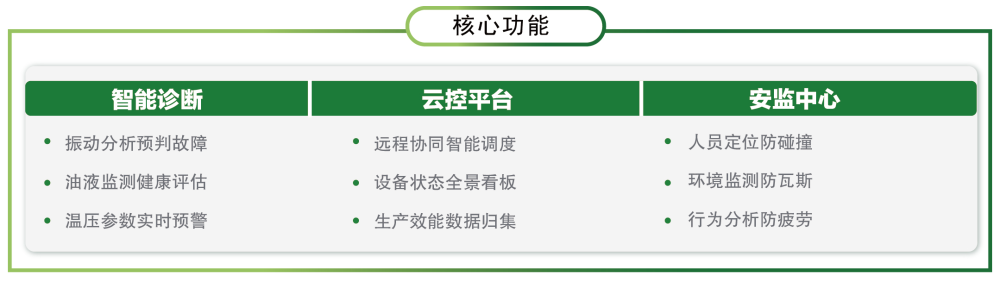 核心功能
智能诊断
云控平台
安监中心
振动分析预判故障
远程协同智能调度
人员定位防碰撞
油液监测健康评估
设备状态全景看板
环境监测防瓦斯
温压参数实时预警
生产效能数据归集
行为分析防疲劳